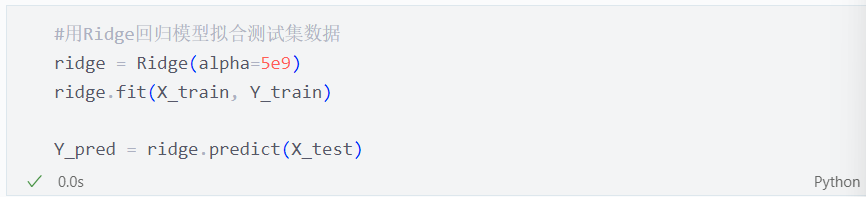 #用Ridge回归模型拟合测试集数据
ridge = Ridge(alpha=5e9)
ridge.fit(X_train, Y_train)
Y_pred = ridge.predict(X_test)
0.0s
Python